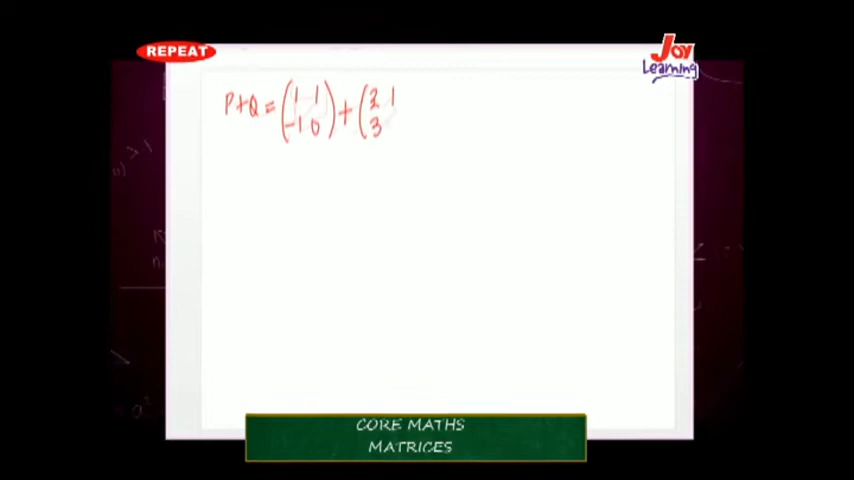 REPEAT
Joy
Learning
P+Q = (1 1) + (2 1
(-1 0) (3
CORE MATHS
MATRICES